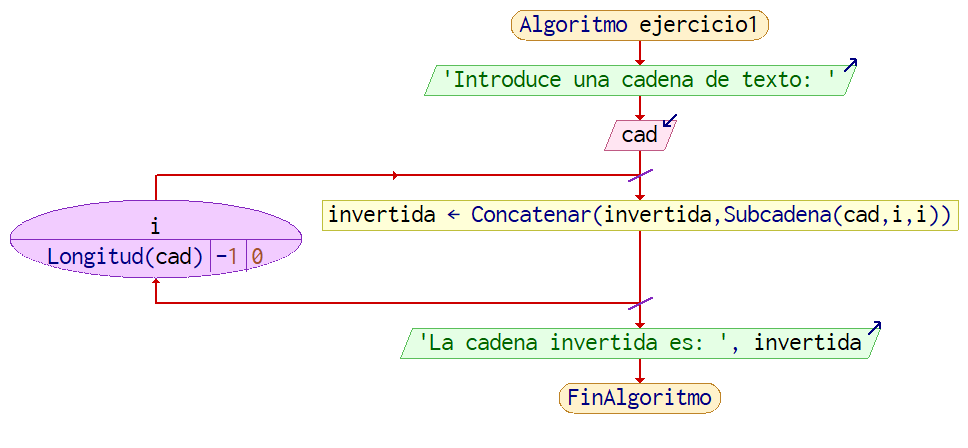 Algoritmo ejercicio1
'Introduce una cadena de texto: '
cad
i
Longitud(cad) -1 0
invertida ← Concatenar(invertida,Subcadena(cad,i,i))
'La cadena invertida es: ', invertida
FinAlgoritmo